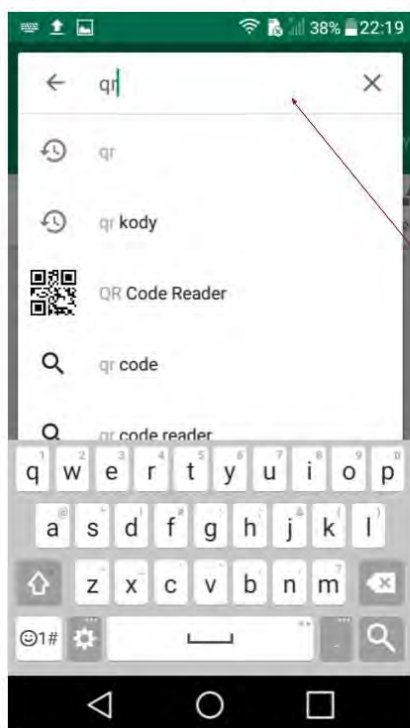 38% 22:19
qr
qr
qr kody
QR Code Reader
qr code
qr code reader
q w e r t y u i o p
a s d f g h j k l
z x c v b n m
1#